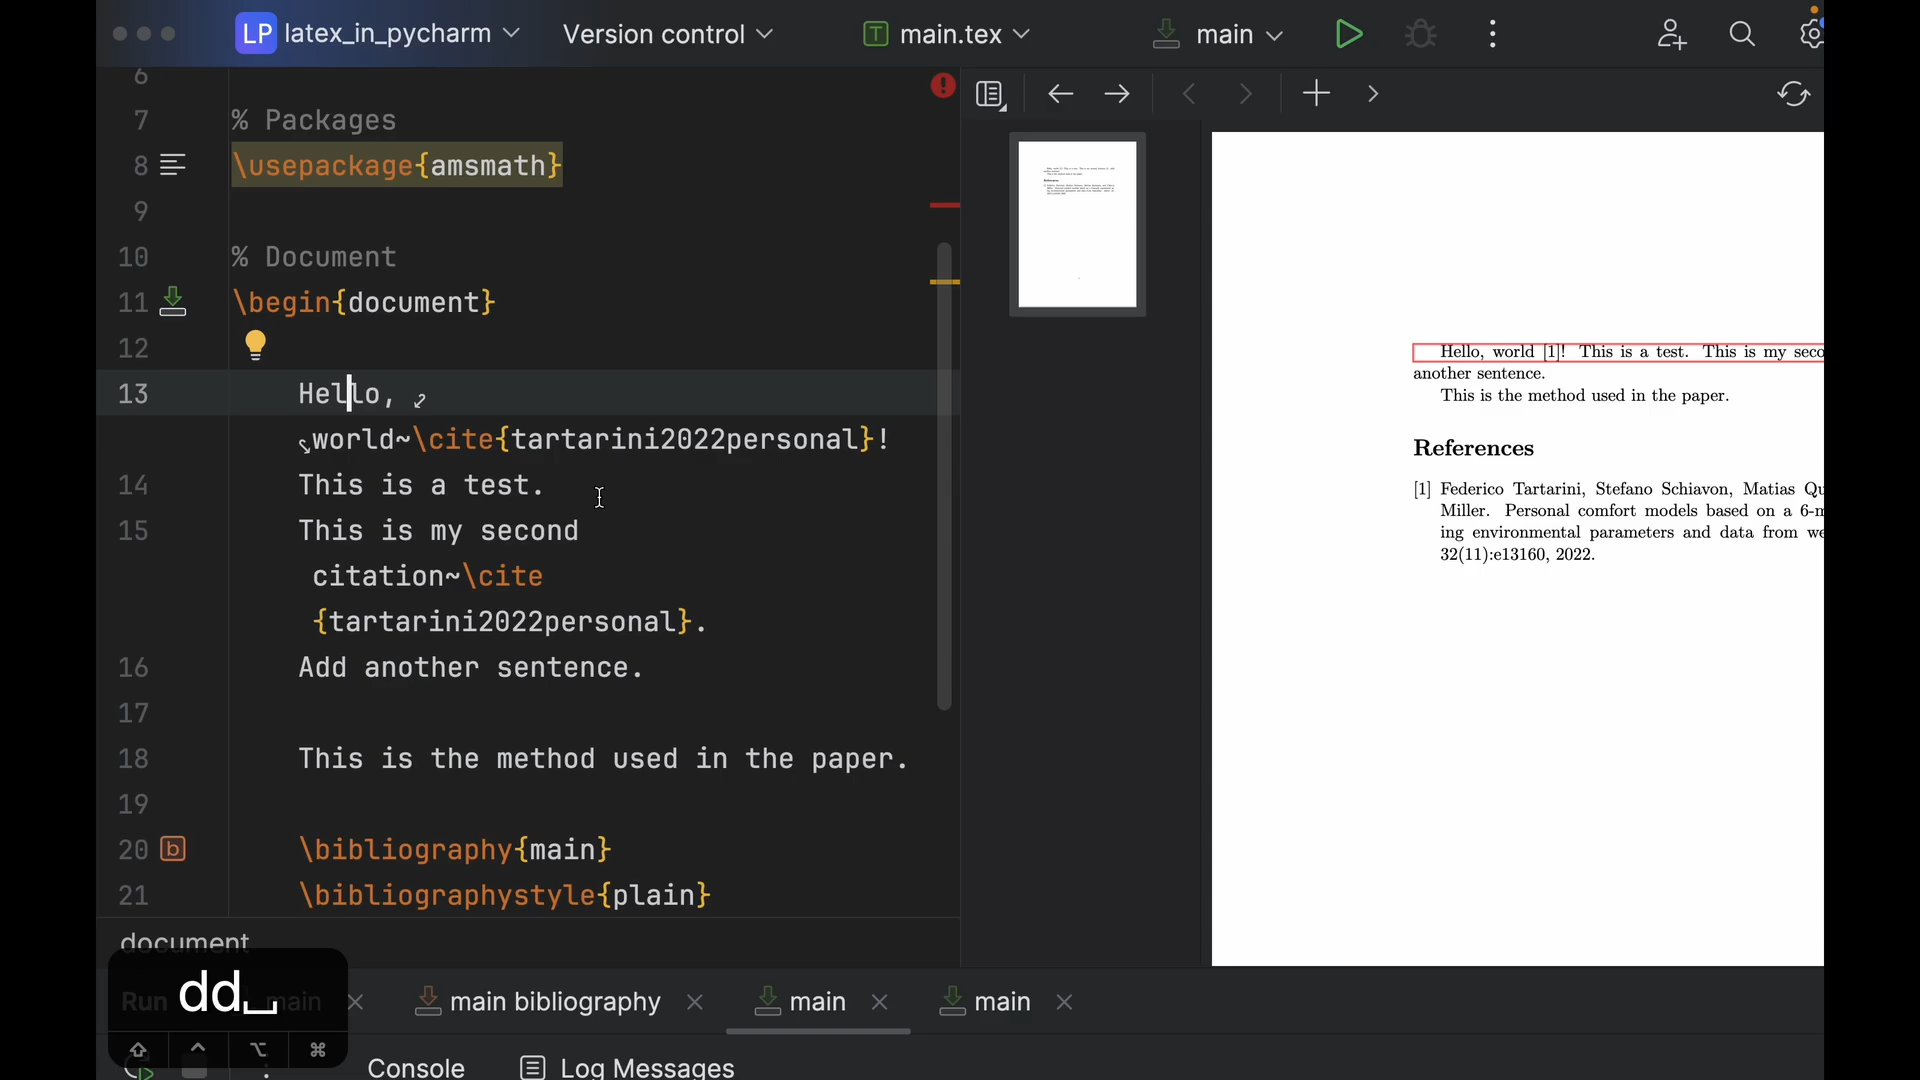 LP latex_in_pycharm Version control main.tex main
6
7 % Packages
8 \usepackage{amsmath}
9
10 % Document
11 \begin{document}
12
13 Hello,
world~\cite{tartarini2022personal}!
14 This is a test.
15 This is my second
citation~\cite
{tartarini2022personal}.
16 Add another sentence.
17
18 This is the method used in the paper.
19
20 b \bibliography{main}
21 \bibliographystyle{plain}
document
Hello, world [1]! This is a test. This is my seco
another sentence.
This is the method used in the paper.
References
[1] Federico Tartarini, Stefano Schiavon, Matias Qu
Miller. Personal comfort models based on a 6-m
ing environmental parameters and data from we
32(11):e13160, 2022.
dd
Run main main bibliography main main
Console Log Messages